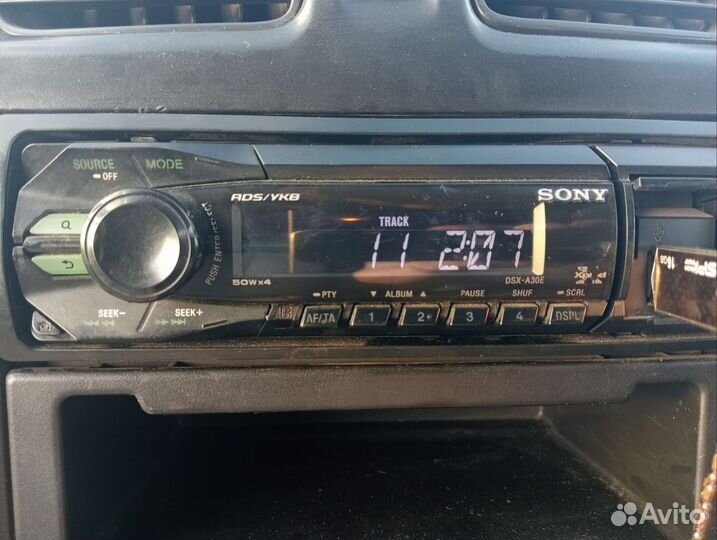 SOURCE MODE
OFF
RDS/УКВ SONY
TRACK
11 2:07
PUSH ENTER
50W×4 DSX-A30E
SEEK- SEEK+
PTY ▼ ALBUM ▲ PAUSE SHUF SCRL
AF/TA 1 2 3 4 DSPL
16GB
Avito